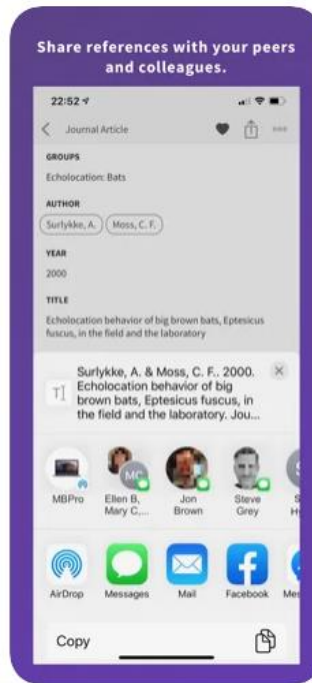 Share references with your peers
and colleagues.
22:52
Journal Article
GROUPS
Echolocation: Bats
AUTHOR
Surlykke, A. Moss, C. F.
YEAR
2000
TITLE
Echolocation behavior of big brown bats, Eptesicus
fuscus, in the field and the laboratory
Surlykke, A. & Moss, C. F.. 2000.
Echolocation behavior of big
brown bats, Eptesicus fuscus, in
the field and the laboratory. Jou...
MC
MBPro Ellen B, Jon Steve
Mary C,... Brown Grey
AirDrop Messages Mail Facebook
Copy